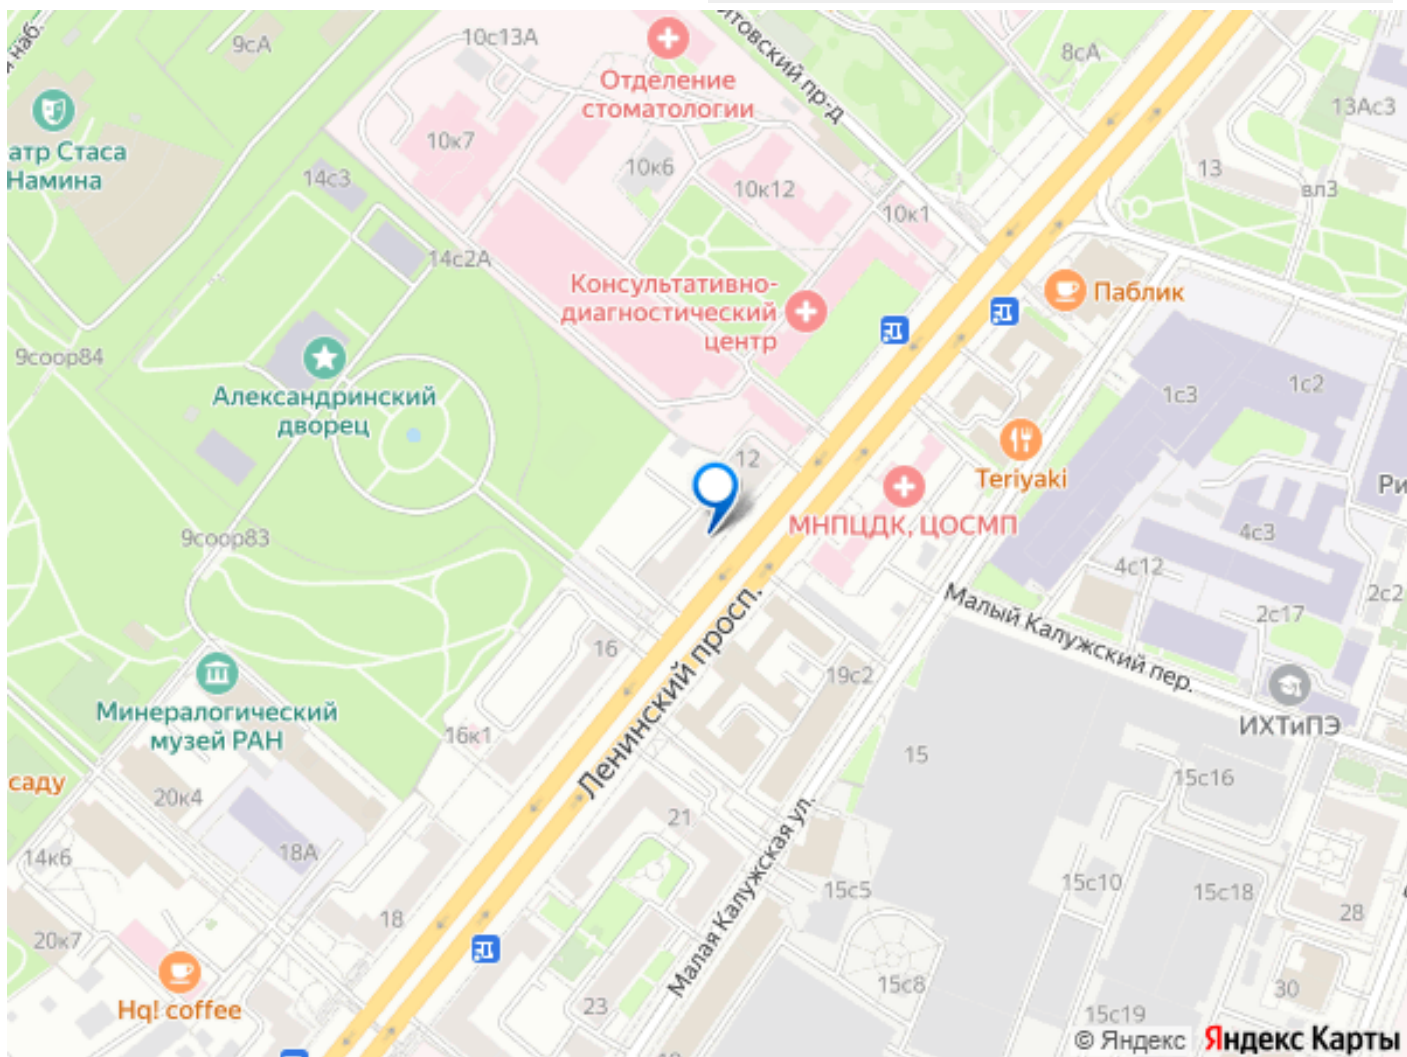 наб.
9сА
10с13А
Отделение
стоматологии
товский пр-д
8сА
13Ас3
атр Стаса
Намина
10к7
14с3
10к6
10к12
10к1
13
вл3
14с2А
Консультативно-
диагностический
центр
Паблик
9соор84
Александринский
дворец
1с3
1с2
12
Teriyaki
МНПЦДК, ЦОСМП
Ри
9соор83
4с3
4с12
2с2
2с17
Малый Калужский пер.
Ленинский просп.
16
19с2
Минералогический
музей РАН
16к1
ИХТиПЭ
15
15с16
саду
20к4
21
18А
14к6
Малая Калужская ул.
15с5
15с10
15с18
28
18
20к7
Hq! coffee
23
15с8
30
15с19
© Яндекс Яндекс Карты